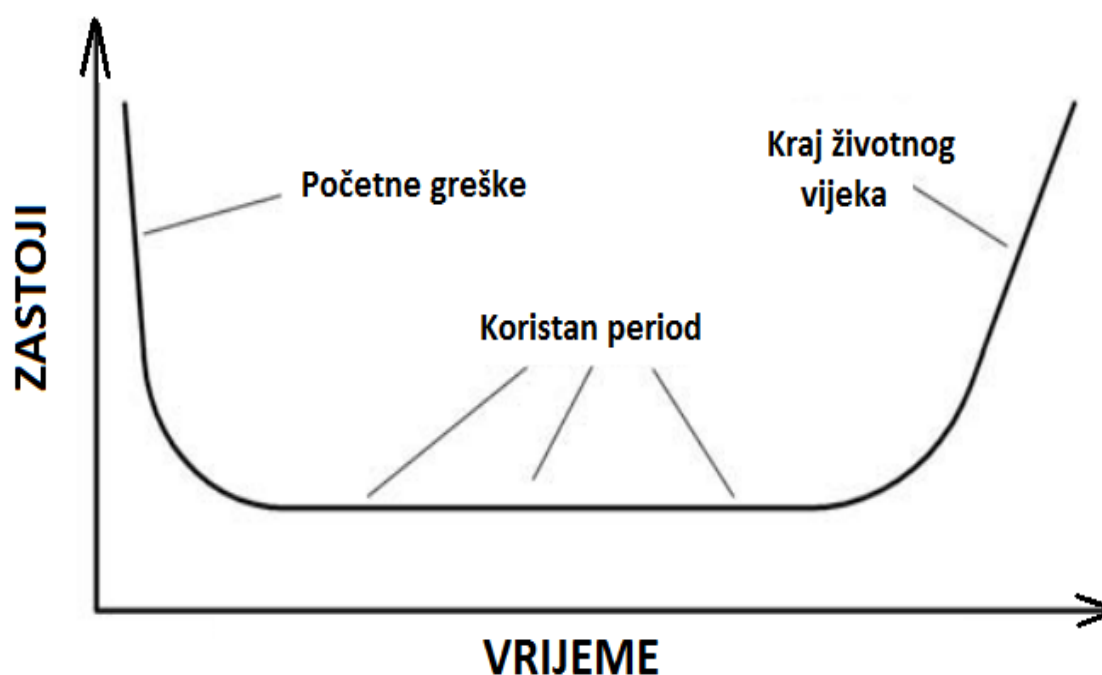 ZASTOJI
Početne greške
Kraj životnog
vijeka
Koristan period
VRIJEME